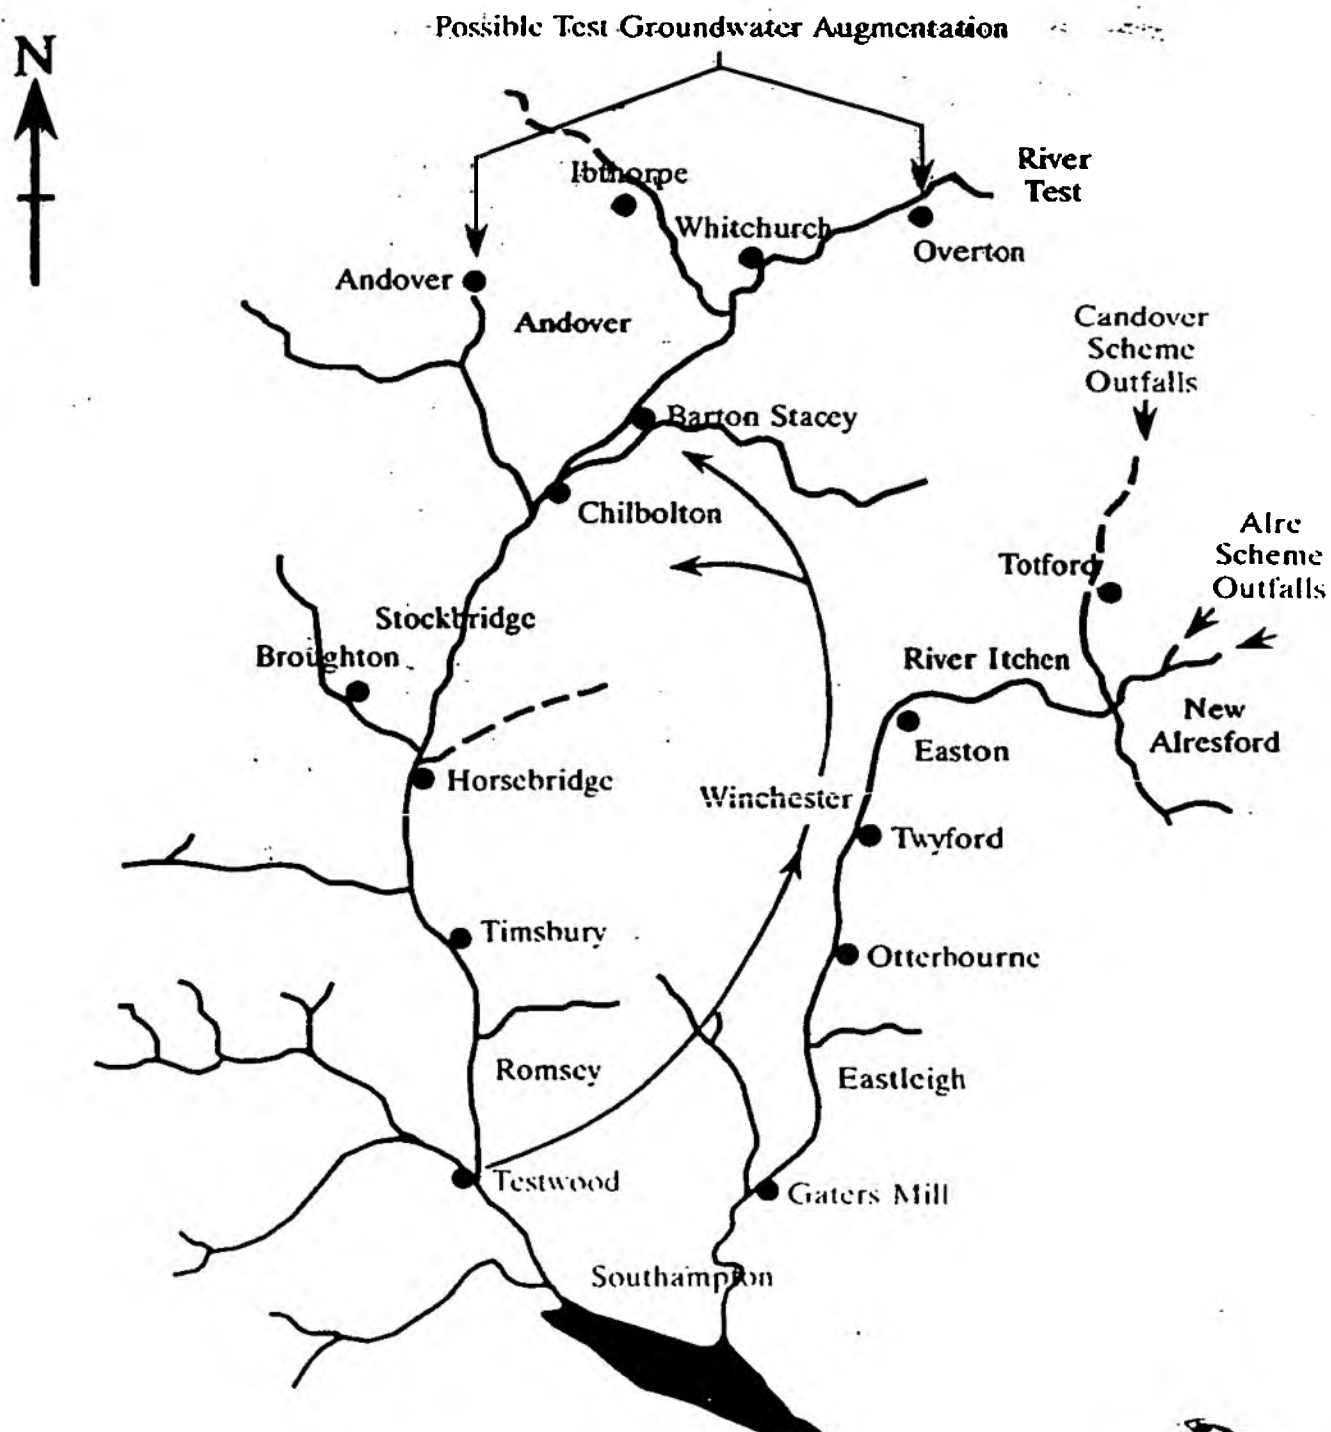 Possible Test Groundwater Augmentation
N
River
Test
Ibthorpe
Whitchurch
Overton
Andover
Andover
Candover
Scheme
Outfalls
Barton Stacey
Chilbolton
Alre
Scheme
Outfalls
Totford
Stockbridge
Broughton
River Itchen
New
Alresford
Easton
Horsebridge
Winchester
Twyford
Timsbury
Otterbourne
Romsey
Eastleigh
Testwood
Gaters Mill
Southampton